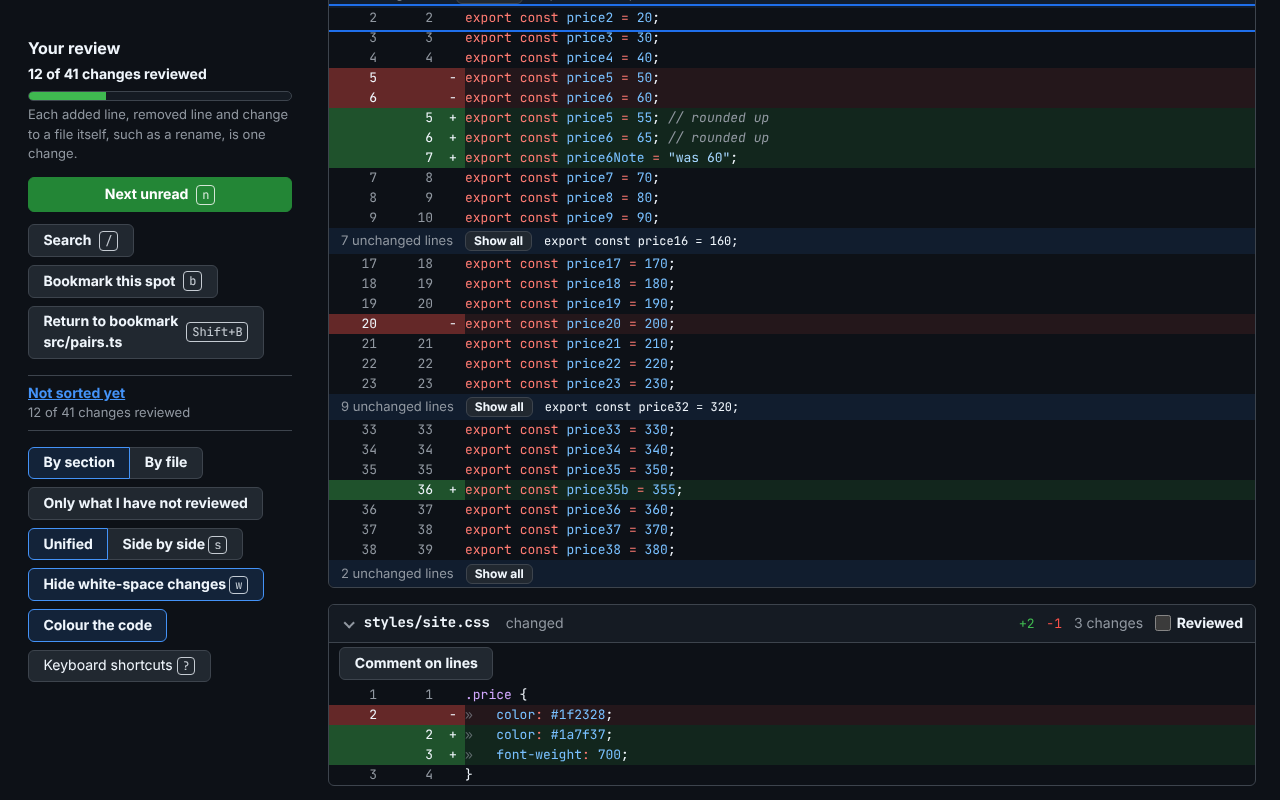 Your review
12 of 41 changes reviewed
Each added line, removed line and change
to a file itself, such as a rename, is one
change.
Next unread n
Search /
Bookmark this spot b
Return to bookmark
src/pairs.ts Shift+B
Not sorted yet
12 of 41 changes reviewed
By section By file
Only what I have not reviewed
Unified Side by side s
Hide white-space changes w
Colour the code
Keyboard shortcuts ?
2 2 export const price2 = 20;
3 3 export const price3 = 30;
4 4 export const price4 = 40;
5 - export const price5 = 50;
6 - export const price6 = 60;
5 + export const price5 = 55; // rounded up
6 + export const price6 = 65; // rounded up
7 + export const price6Note = "was 60";
7 8 export const price7 = 70;
8 9 export const price8 = 80;
9 10 export const price9 = 90;
7 unchanged lines Show all export const price16 = 160;
17 18 export const price17 = 170;
18 19 export const price18 = 180;
19 20 export const price19 = 190;
20 - export const price20 = 200;
21 21 export const price21 = 210;
22 22 export const price22 = 220;
23 23 export const price23 = 230;
9 unchanged lines Show all export const price32 = 320;
33 33 export const price33 = 330;
34 34 export const price34 = 340;
35 35 export const price35 = 350;
36 + export const price35b = 355;
36 37 export const price36 = 360;
37 38 export const price37 = 370;
38 39 export const price38 = 380;
2 unchanged lines Show all
styles/site.css changed +2 -1 3 changes Reviewed
Comment on lines
1 1 .price {
2 - » color: #1f2328;
2 + » color: #1a7f37;
3 + » font-weight: 700;
3 4 }